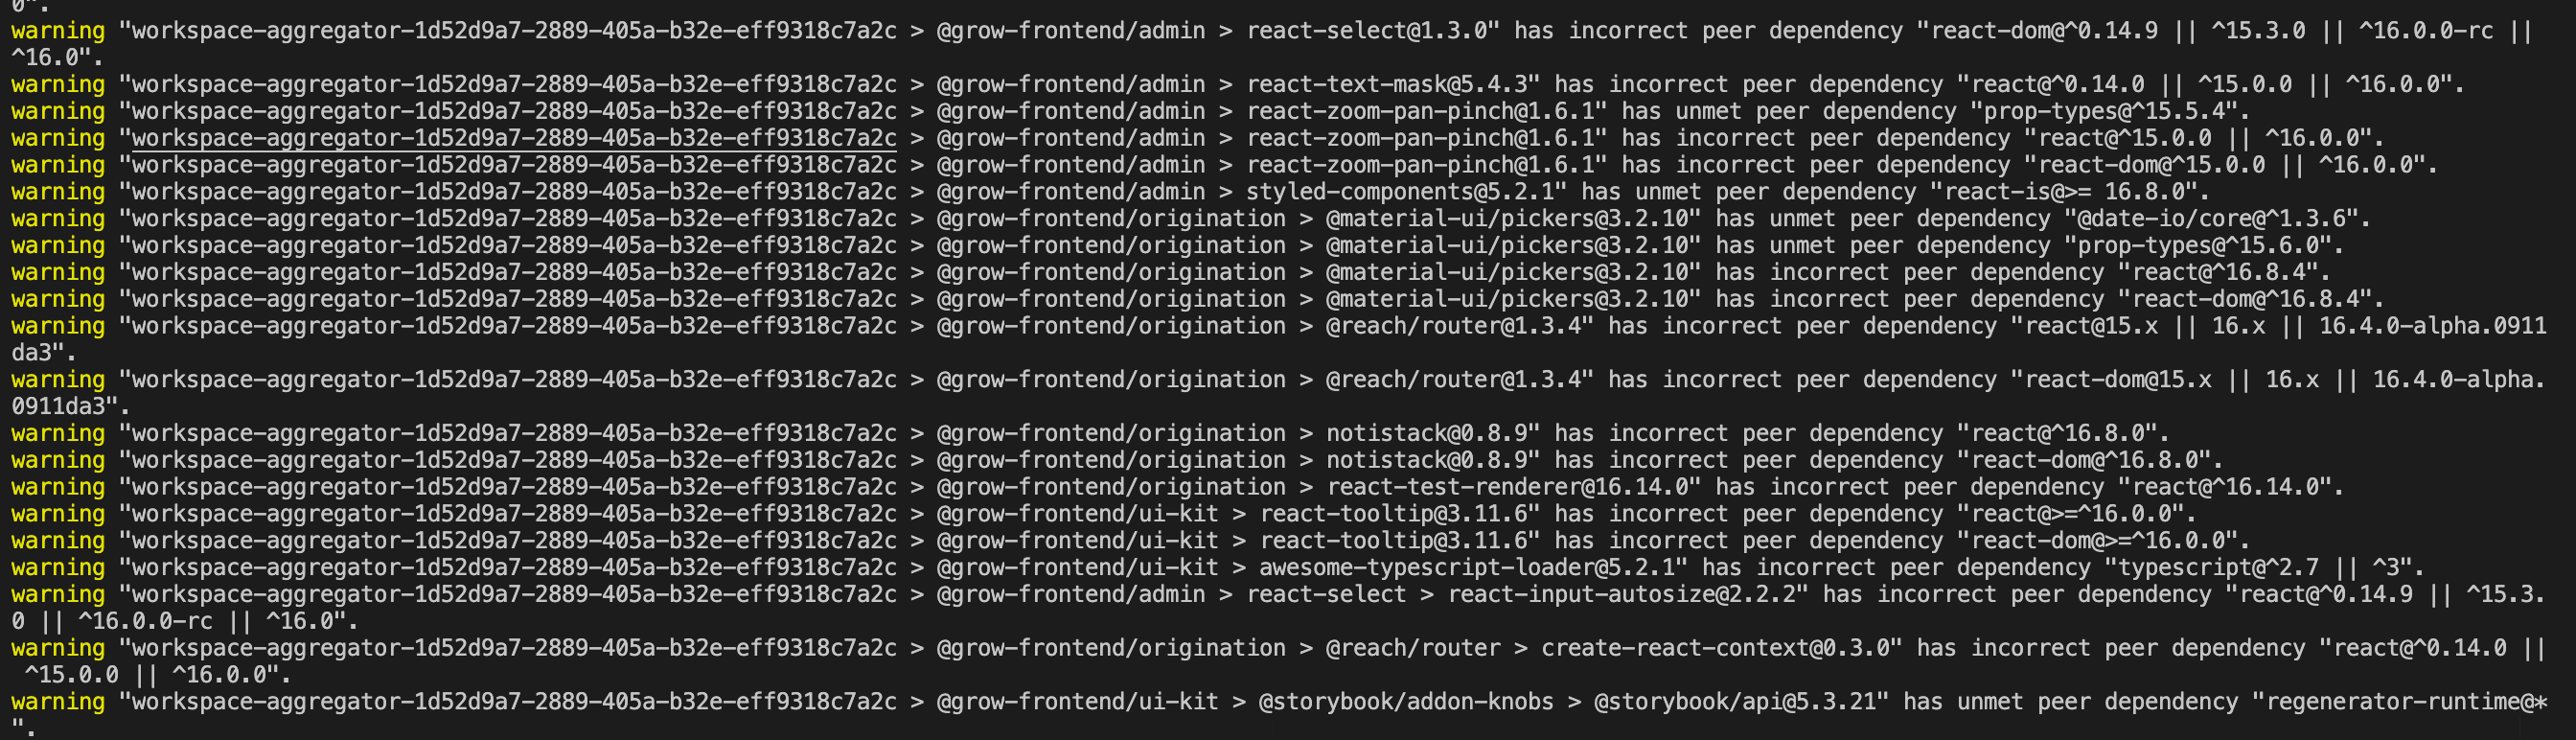 0".
warning "workspace-aggregator-1d52d9a7-2889-405a-b32e-eff9318c7a2c > @grow-frontend/admin > react-select@1.3.0" has incorrect peer dependency "react-dom@^0.14.9 || ^15.3.0 || ^16.0.0-rc ||
^16.0".
warning "workspace-aggregator-1d52d9a7-2889-405a-b32e-eff9318c7a2c > @grow-frontend/admin > react-text-mask@5.4.3" has incorrect peer dependency "react@^0.14.0 || ^15.0.0 || ^16.0.0".
warning "workspace-aggregator-1d52d9a7-2889-405a-b32e-eff9318c7a2c > @grow-frontend/admin > react-zoom-pan-pinch@1.6.1" has unmet peer dependency "prop-types@^15.5.4".
warning "workspace-aggregator-1d52d9a7-2889-405a-b32e-eff9318c7a2c > @grow-frontend/admin > react-zoom-pan-pinch@1.6.1" has incorrect peer dependency "react@^15.0.0 || ^16.0.0".
warning "workspace-aggregator-1d52d9a7-2889-405a-b32e-eff9318c7a2c > @grow-frontend/admin > react-zoom-pan-pinch@1.6.1" has incorrect peer dependency "react-dom@^15.0.0 || ^16.0.0".
warning "workspace-aggregator-1d52d9a7-2889-405a-b32e-eff9318c7a2c > @grow-frontend/admin > styled-components@5.2.1" has unmet peer dependency "react-is@>= 16.8.0".
warning "workspace-aggregator-1d52d9a7-2889-405a-b32e-eff9318c7a2c > @grow-frontend/origination > @material-ui/pickers@3.2.10" has unmet peer dependency "@date-io/core@^1.3.6".
warning "workspace-aggregator-1d52d9a7-2889-405a-b32e-eff9318c7a2c > @grow-frontend/origination > @material-ui/pickers@3.2.10" has unmet peer dependency "prop-types@^15.6.0".
warning "workspace-aggregator-1d52d9a7-2889-405a-b32e-eff9318c7a2c > @grow-frontend/origination > @material-ui/pickers@3.2.10" has incorrect peer dependency "react@^16.8.4".
warning "workspace-aggregator-1d52d9a7-2889-405a-b32e-eff9318c7a2c > @grow-frontend/origination > @material-ui/pickers@3.2.10" has incorrect peer dependency "react-dom@^16.8.4".
warning "workspace-aggregator-1d52d9a7-2889-405a-b32e-eff9318c7a2c > @grow-frontend/origination > @reach/router@1.3.4" has incorrect peer dependency "react@15.x || 16.x || 16.4.0-alpha.0911
da3".
warning "workspace-aggregator-1d52d9a7-2889-405a-b32e-eff9318c7a2c > @grow-frontend/origination > @reach/router@1.3.4" has incorrect peer dependency "react-dom@15.x || 16.x || 16.4.0-alpha.
0911da3".
warning "workspace-aggregator-1d52d9a7-2889-405a-b32e-eff9318c7a2c > @grow-frontend/origination > notistack@0.8.9" has incorrect peer dependency "react@^16.8.0".
warning "workspace-aggregator-1d52d9a7-2889-405a-b32e-eff9318c7a2c > @grow-frontend/origination > notistack@0.8.9" has incorrect peer dependency "react-dom@^16.8.0".
warning "workspace-aggregator-1d52d9a7-2889-405a-b32e-eff9318c7a2c > @grow-frontend/origination > react-test-renderer@16.14.0" has incorrect peer dependency "react@^16.14.0".
warning "workspace-aggregator-1d52d9a7-2889-405a-b32e-eff9318c7a2c > @grow-frontend/ui-kit > react-tooltip@3.11.6" has incorrect peer dependency "react@>=^16.0.0".
warning "workspace-aggregator-1d52d9a7-2889-405a-b32e-eff9318c7a2c > @grow-frontend/ui-kit > react-tooltip@3.11.6" has incorrect peer dependency "react-dom@>=^16.0.0".
warning "workspace-aggregator-1d52d9a7-2889-405a-b32e-eff9318c7a2c > @grow-frontend/ui-kit > awesome-typescript-loader@5.2.1" has incorrect peer dependency "typescript@^2.7 || ^3".
warning "workspace-aggregator-1d52d9a7-2889-405a-b32e-eff9318c7a2c > @grow-frontend/admin > react-select > react-input-autosize@2.2.2" has incorrect peer dependency "react@^0.14.9 || ^15.3.
0 || ^16.0.0-rc || ^16.0".
warning "workspace-aggregator-1d52d9a7-2889-405a-b32e-eff9318c7a2c > @grow-frontend/origination > @reach/router > create-react-context@0.3.0" has incorrect peer dependency "react@^0.14.0 ||
 ^15.0.0 || ^16.0.0".
warning "workspace-aggregator-1d52d9a7-2889-405a-b32e-eff9318c7a2c > @grow-frontend/ui-kit > @storybook/addon-knobs > @storybook/api@5.3.21" has unmet peer dependency "regenerator-runtime@*
".